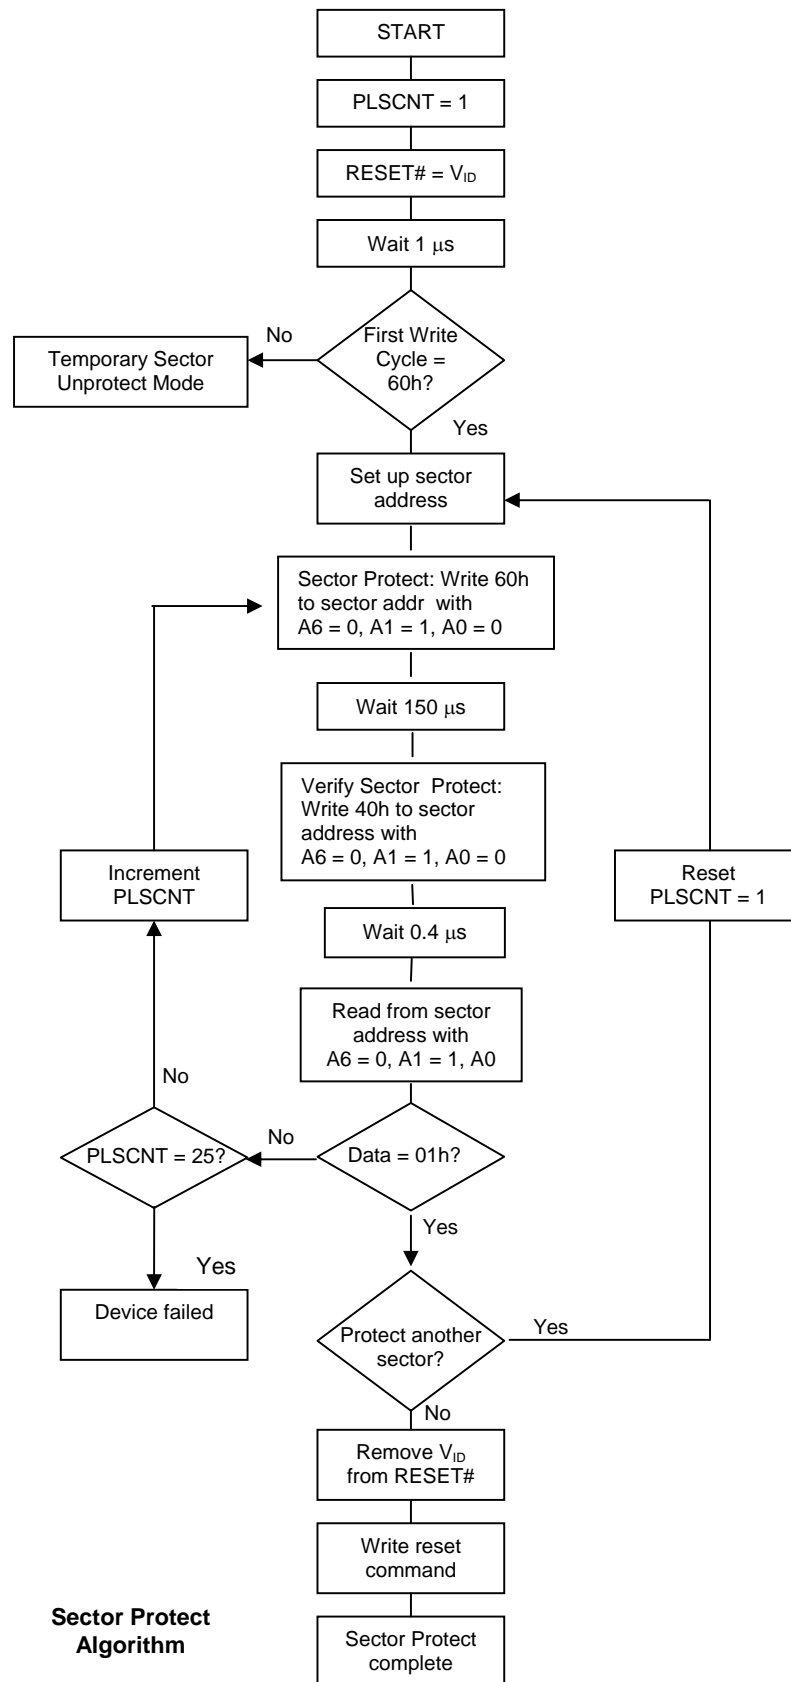 START
PLSCNT = 1
RESET# = V_ID
Wait 1 μs
First Write
Cycle =
60h?
No
Temporary Sector
Unprotect Mode
Yes
Set up sector
address
Sector Protect: Write 60h
to sector addr with
A6 = 0, A1 = 1, A0 = 0
Wait 150 μs
Verify Sector Protect:
Write 40h to sector
address with
A6 = 0, A1 = 1, A0 = 0
Increment
PLSCNT
Reset
PLSCNT = 1
Wait 0.4 μs
Read from sector
address with
A6 = 0, A1 = 1, A0
No
No
PLSCNT = 25?
Data = 01h?
Yes
Yes
Device failed
Protect another
sector?
Yes
No
Remove V_ID
from RESET#
Write reset
command
Sector Protect
Algorithm
Sector Protect
complete